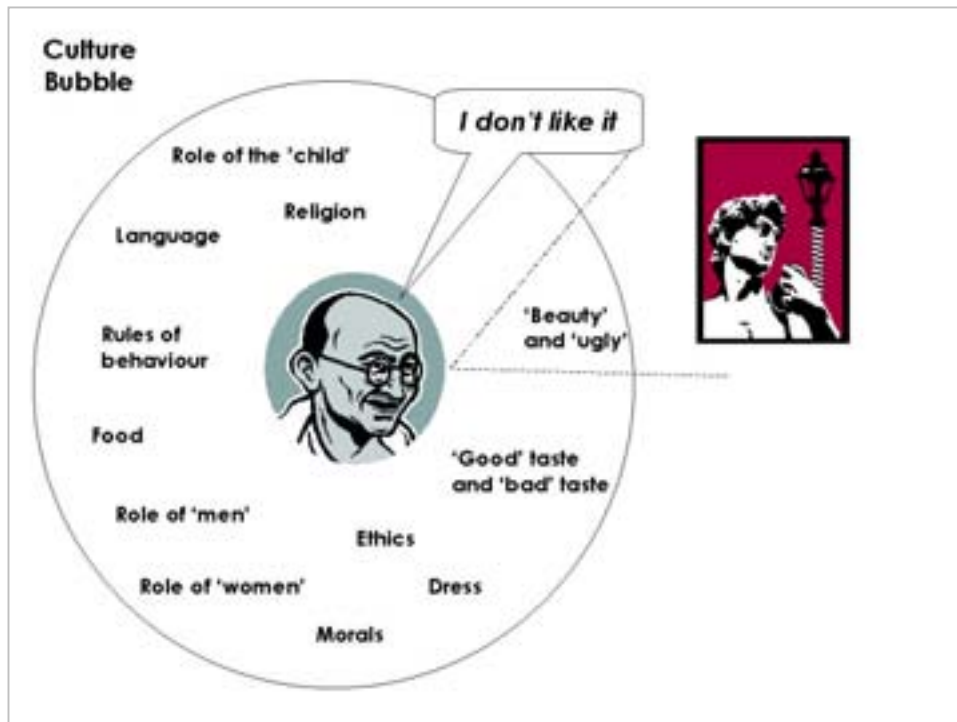 Culture
Bubble
I don't like it
Role of the 'child'
Religion
Language
'Beauty'
and 'ugly'
Rules of
behaviour
Food
'Good' taste
and 'bad' taste
Role of 'men'
Ethics
Role of 'women'
Dress
Morals